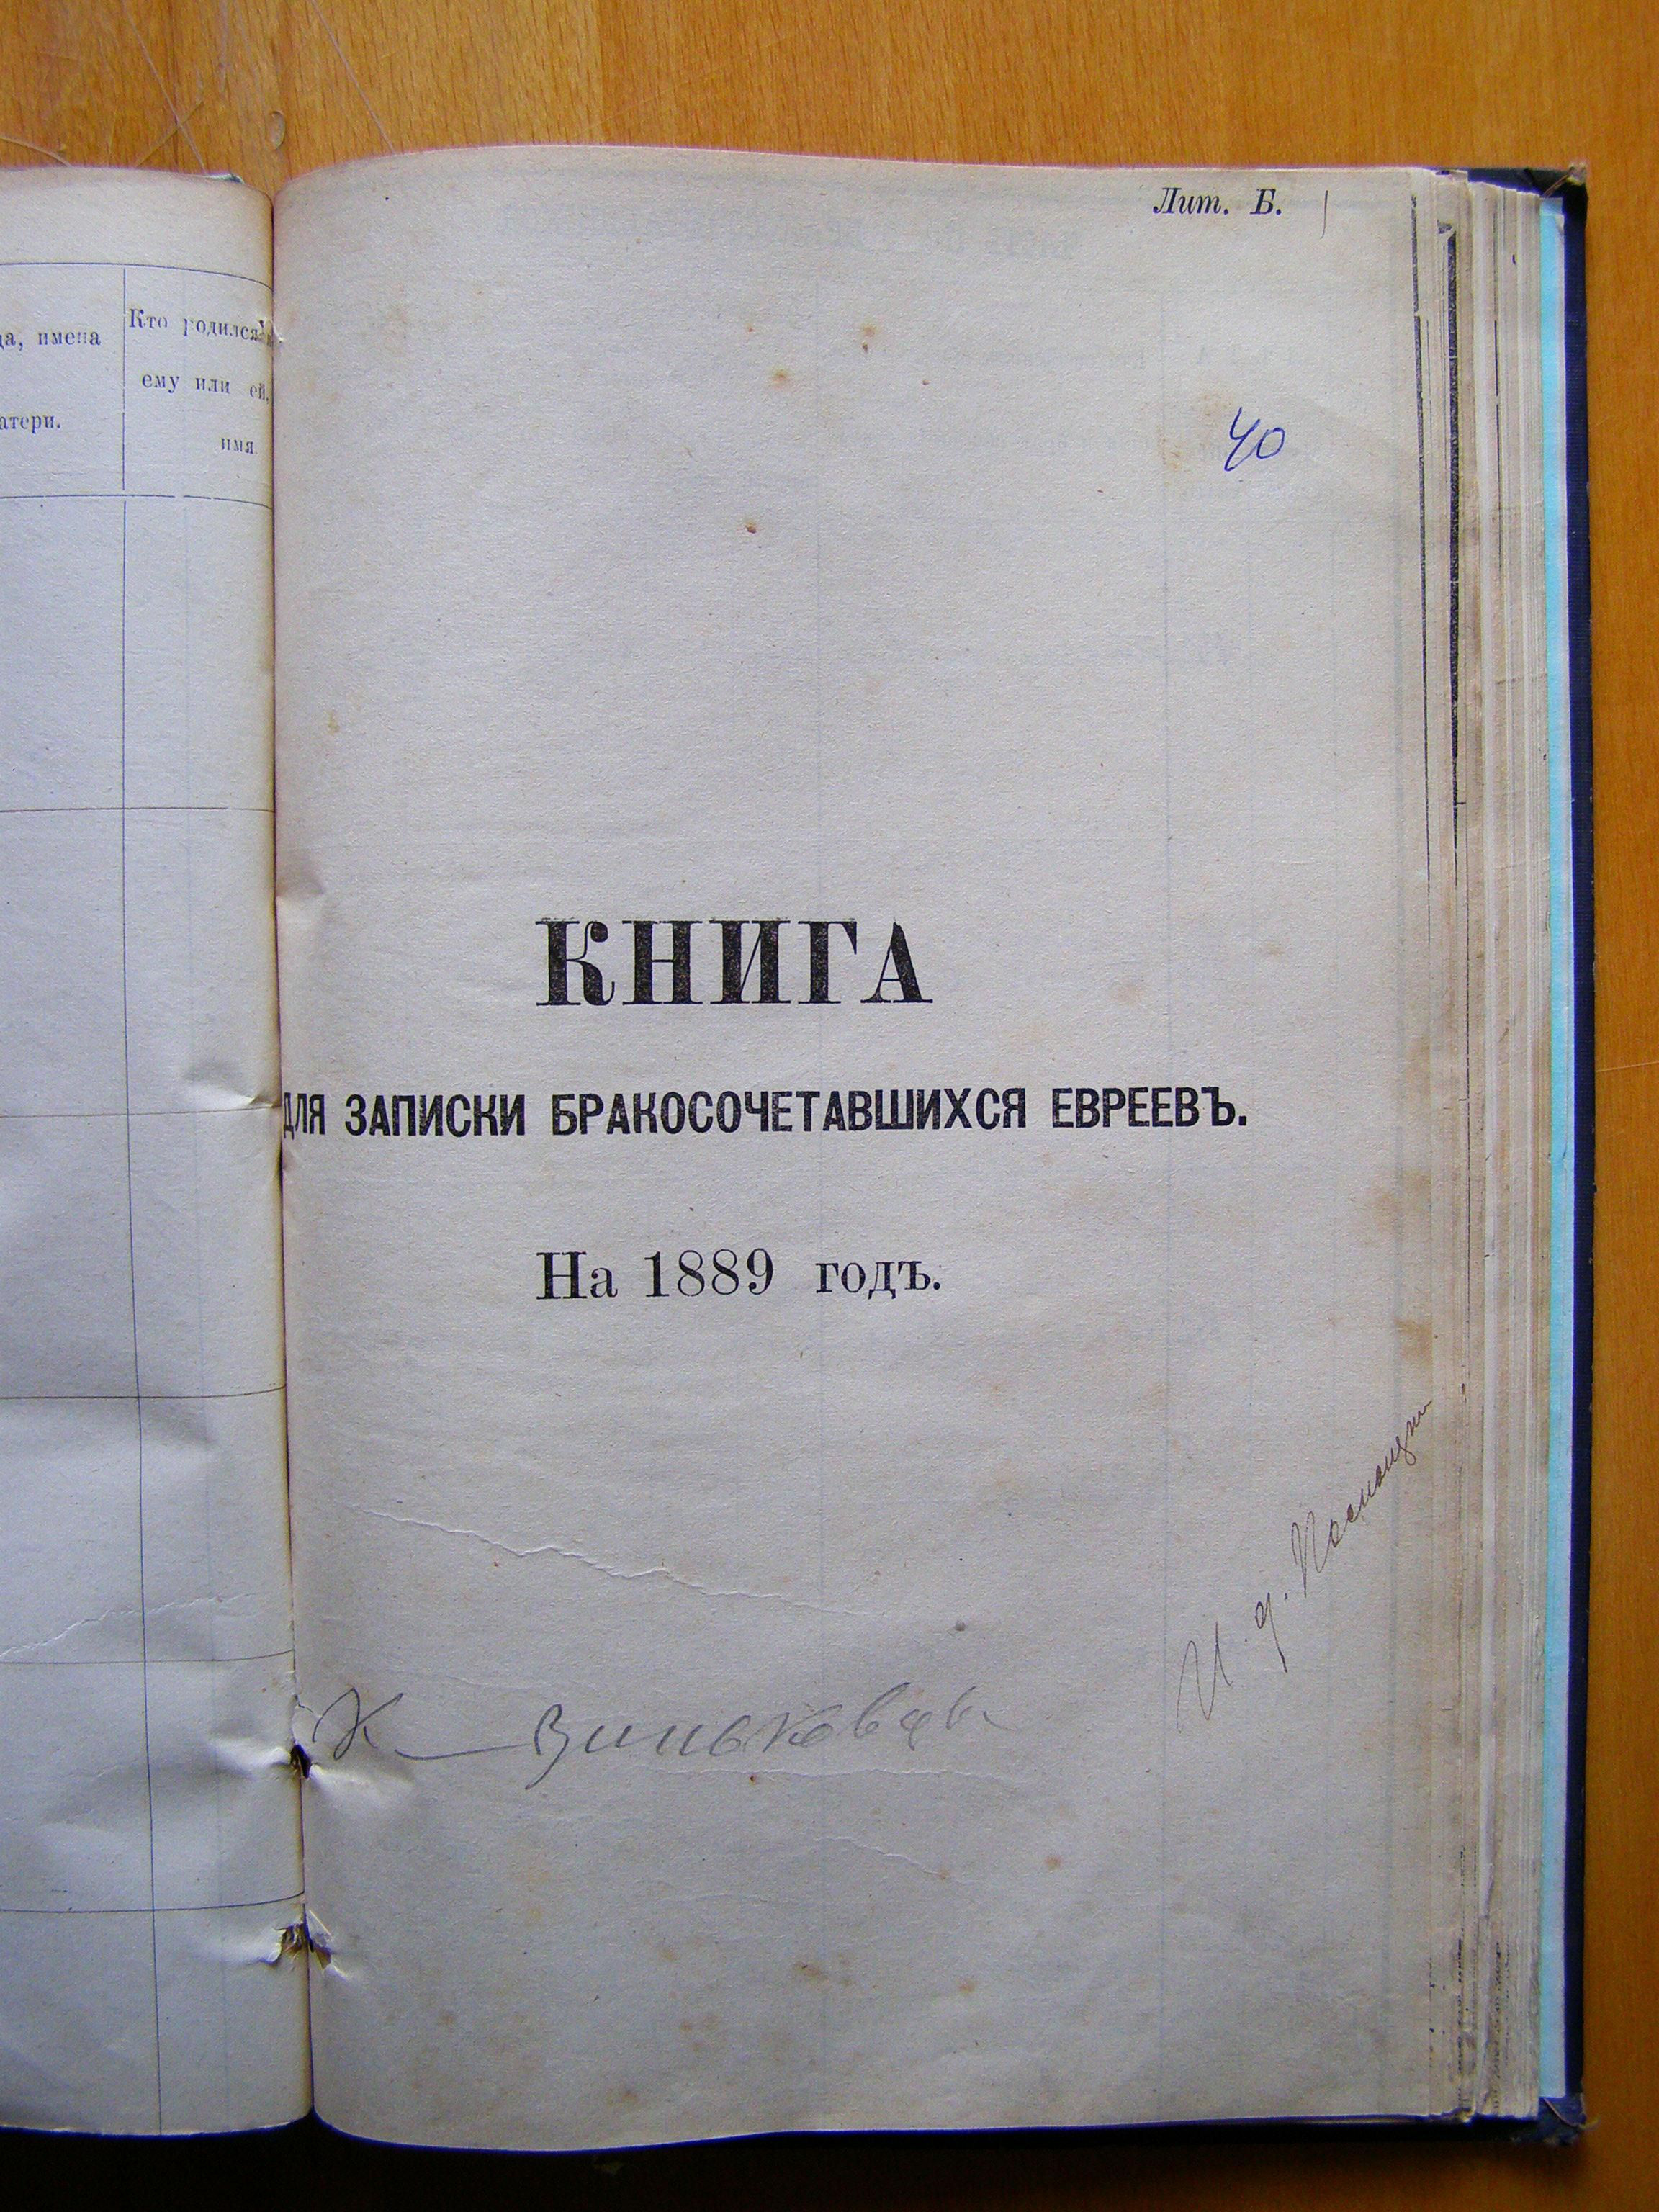 да, имена
атери.
Кто родился и
ему или ей,
имя
Лит. Б.
40
КНИГА
ДЛЯ ЗАПИСКИ БРАКОСОЧЕТАВШИХСЯ ЕВРЕЕВЪ.
На 1889 годъ.
И. д.
К Зиньковцы